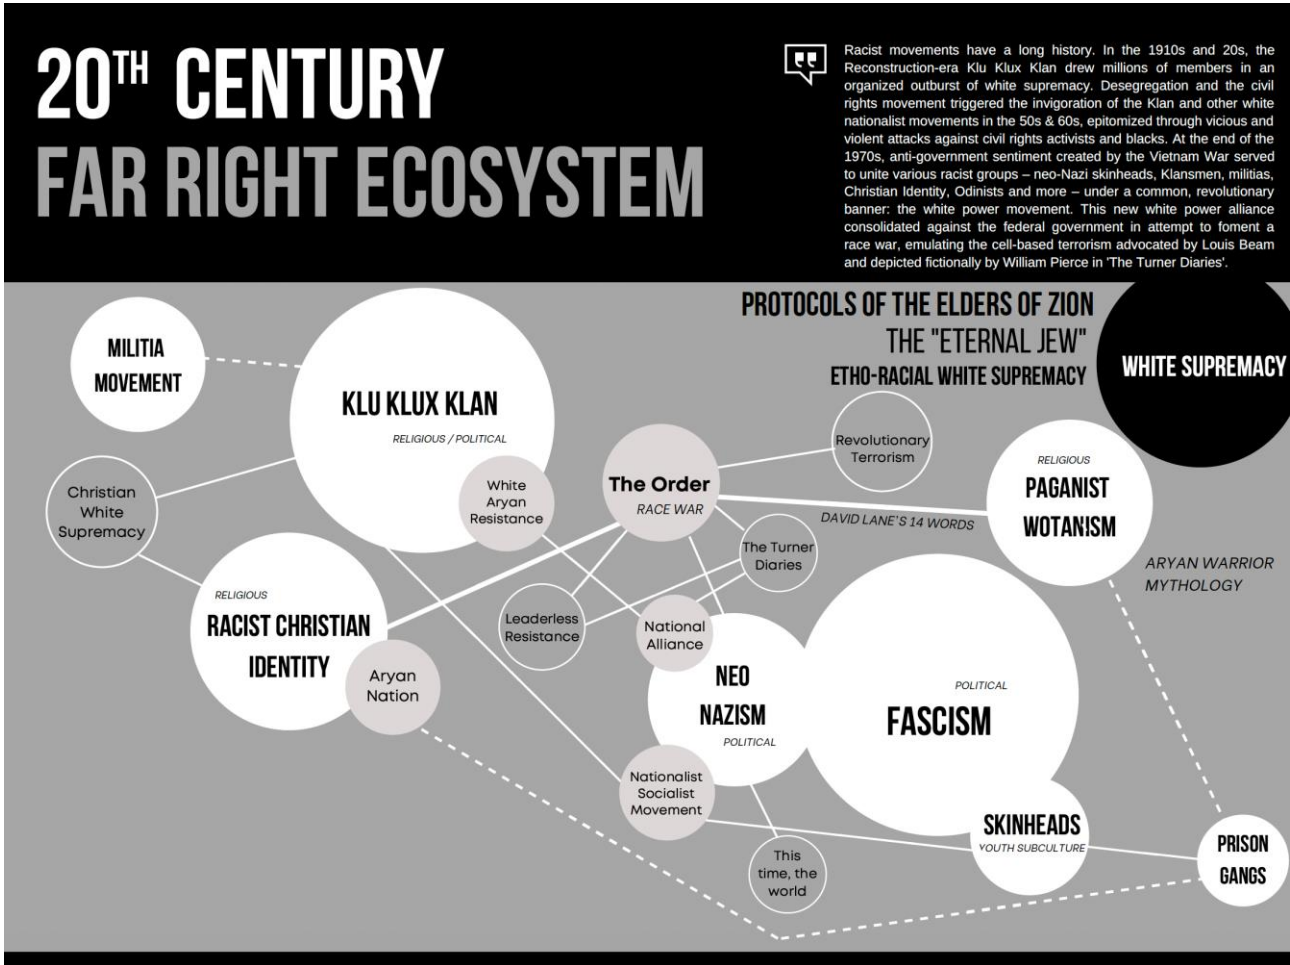 20TH CENTURY
FAR RIGHT ECOSYSTEM
Racist movements have a long history. In the 1910s and 20s, the
Reconstruction-era Klu Klux Klan drew millions of members in an
organized outburst of white supremacy. Desegregation and the civil
rights movement triggered the invigoration of the Klan and other white
nationalist movements in the 50s & 60s, epitomized through vicious and
violent attacks against civil rights activists and blacks. At the end of the
1970s, anti-government sentiment created by the Vietnam War served
to unite various racist groups – neo-Nazi skinheads, Klansmen, militias,
Christian Identity, Odinists and more – under a common, revolutionary
banner: the white power movement. This new white power alliance
consolidated against the federal government in attempt to foment a
race war, emulating the cell-based terrorism advocated by Louis Beam
and depicted fictionally by William Pierce in 'The Turner Diaries'.
PROTOCOLS OF THE ELDERS OF ZION
THE "ETERNAL JEW"
ETHO-RACIAL WHITE SUPREMACY
WHITE SUPREMACY
MILITIA
MOVEMENT
KLU KLUX KLAN
RELIGIOUS / POLITICAL
Christian
White
Supremacy
White
Aryan
Resistance
The Order
RACE WAR
Revolutionary
Terrorism
RELIGIOUS
PAGANIST
WOTANISM
DAVID LANE'S 14 WORDS
ARYAN WARRIOR
MYTHOLOGY
The Turner
Diaries
RELIGIOUS
RACIST CHRISTIAN
IDENTITY
Aryan
Nation
Leaderless
Resistance
National
Alliance
NEO
NAZISM
POLITICAL
POLITICAL
FASCISM
Nationalist
Socialist
Movement
This
time, the
world
SKINHEADS
YOUTH SUBCULTURE
PRISON
GANGS